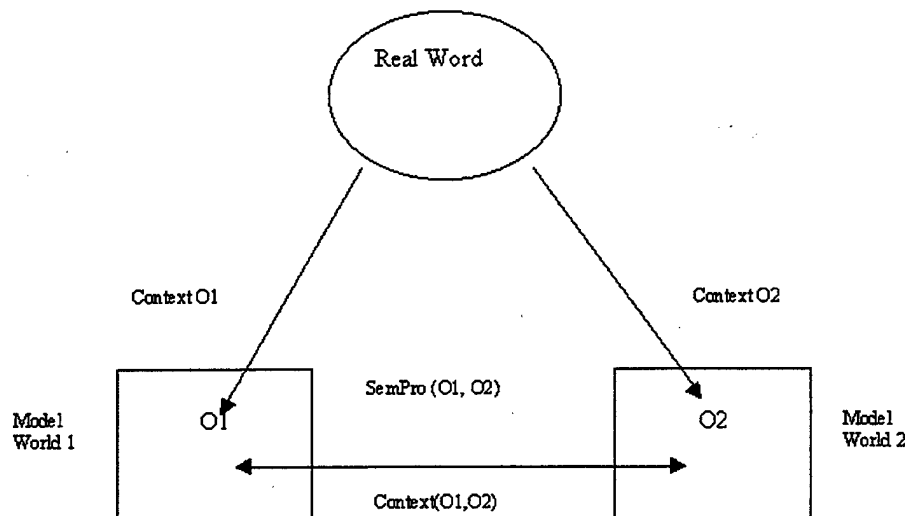 Real Word
Context O1
Context O2
SemPro (O1, O2)
O1
O2
Model
World 1
Model
World 2
Context(O1,O2)